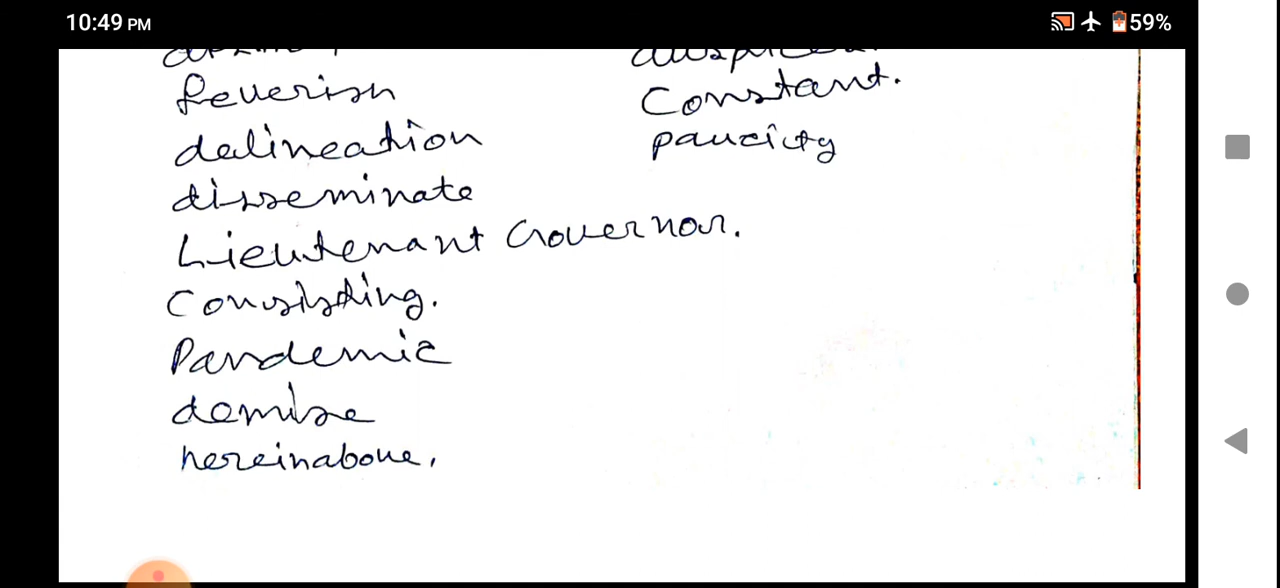 10:49 PM
59%
feverish
delineation
disseminate
Lieutenant Governor.
Consisting.
Pandemic
demise
hereinabove,
Constant.
paucity